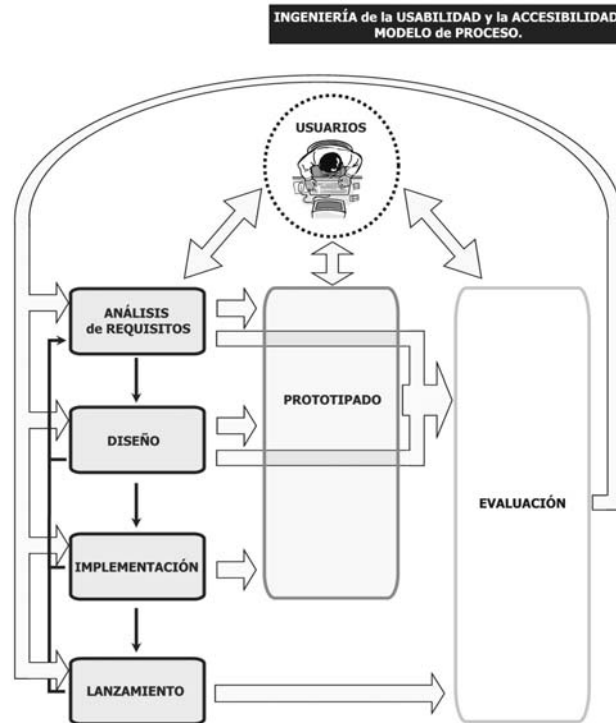 INGENIERÍA de la USABILIDAD y la ACCESIBILIDAD
MODELO de PROCESO.
USUARIOS
ANÁLISIS
de REQUISITOS
PROTOTIPADO
DISEÑO
EVALUACIÓN
IMPLEMENTACIÓN
LANZAMIENTO